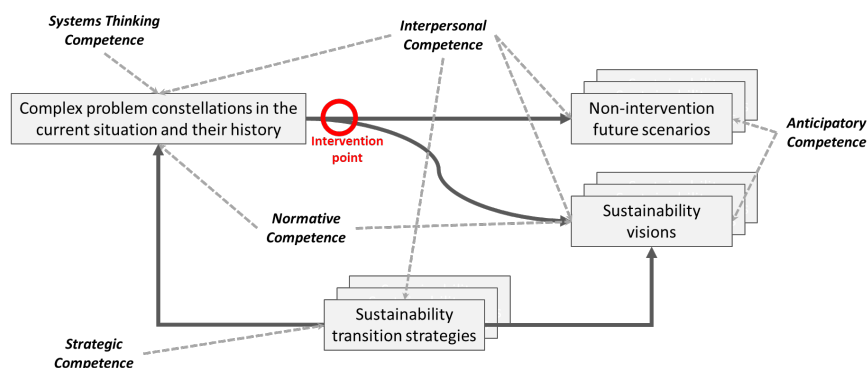 Systems Thinking
Competence
Interpersonal
Competence
Complex problem constellations in the
current situation and their history
Intervention
point
Non-intervention
future scenarios
Anticipatory
Competence
Normative
Competence
Sustainability
visions
Sustainability
transition strategies
Strategic
Competence